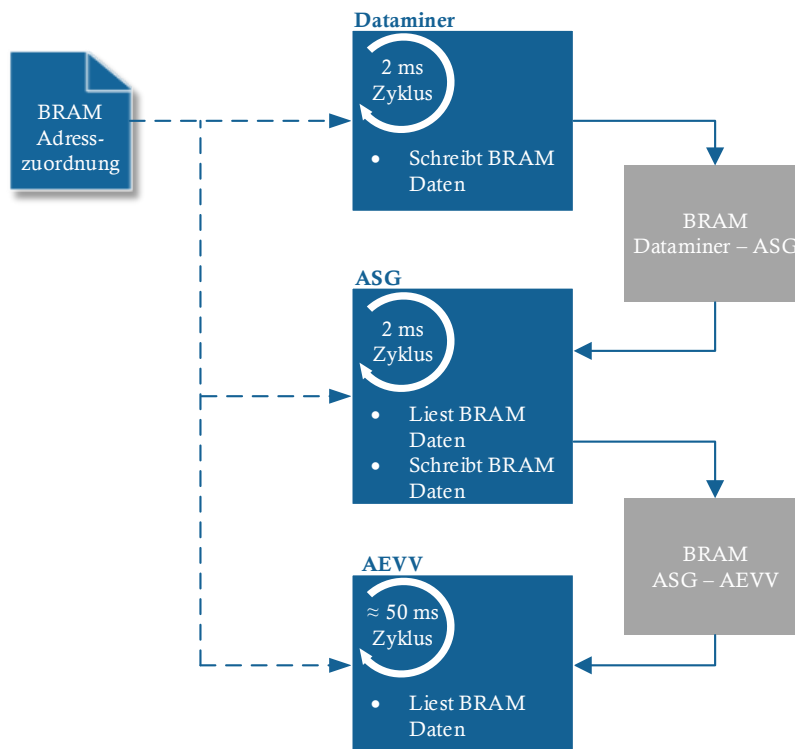 Dataminer
BRAM
Adress-
zuordnung
2 ms
Zyklus
• Schreibt BRAM
Daten
BRAM
Dataminer – ASG
ASG
2 ms
Zyklus
• Liest BRAM
Daten
• Schreibt BRAM
Daten
BRAM
ASG – AEVV
AEVV
≈ 50 ms
Zyklus
• Liest BRAM
Daten